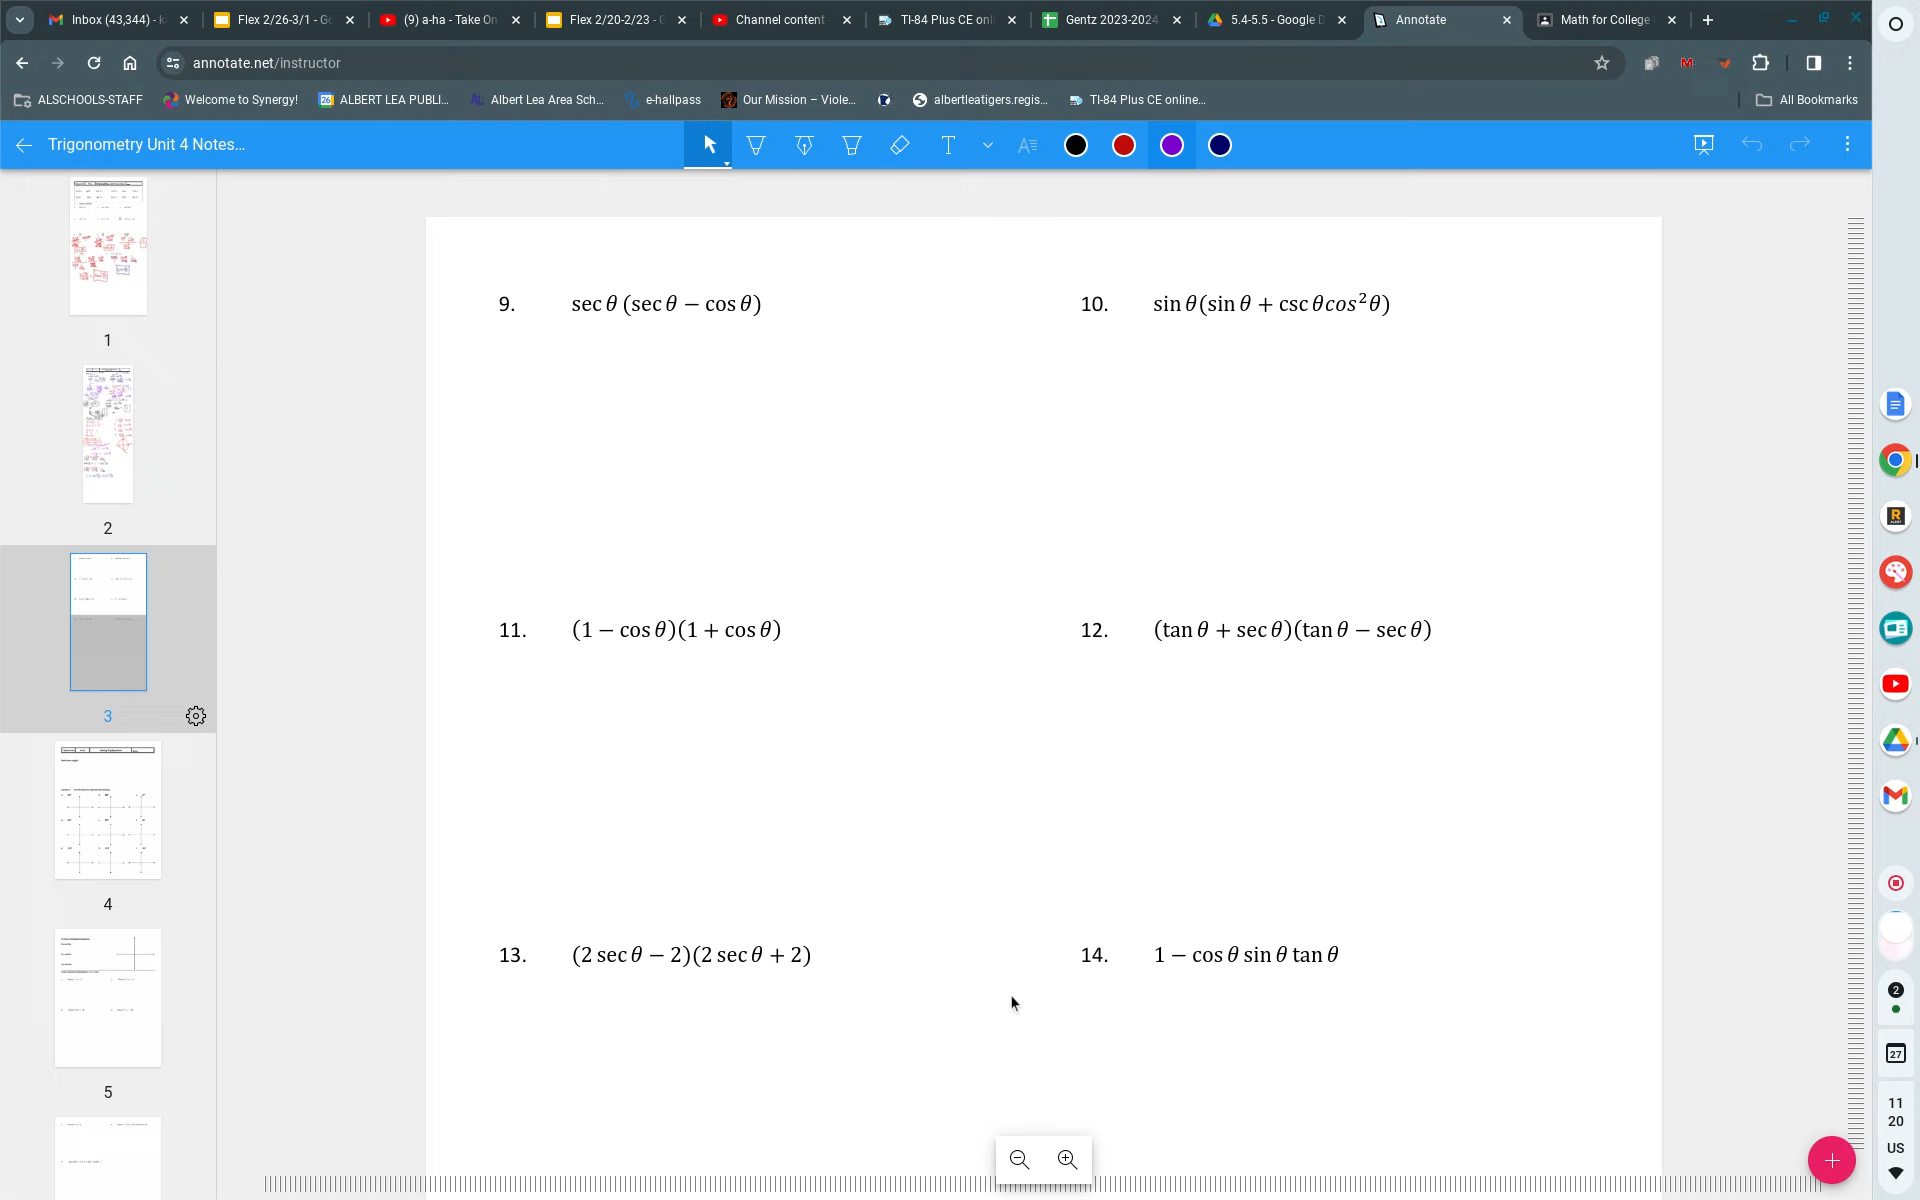 Inbox (43,344) - k
Flex 2/26-3/1 - Go
(9) a-ha - Take On
Flex 2/20-2/23 - G
Channel content
TI-84 Plus CE onl
Gentz 2023-2024
5.4-5.5 - Google D
Annotate
Math for College
annotate.net/instructor
ALSCHOOLS-STAFF
Welcome to Synergy!
ALBERT LEA PUBLI...
Albert Lea Area Sch...
e-hallpass
Our Mission – Viole...
albertleatigers.regis...
TI-84 Plus CE online...
All Bookmarks
Trigonometry Unit 4 Notes...
9. sec θ (sec θ − cos θ)
10. sin θ(sin θ + csc θcos²θ)
11. (1 − cos θ)(1 + cos θ)
12. (tan θ + sec θ)(tan θ − sec θ)
13. (2 sec θ − 2)(2 sec θ + 2)
14. 1 − cos θ sin θ tan θ
1
2
3
4
5
2
27
11
20
US